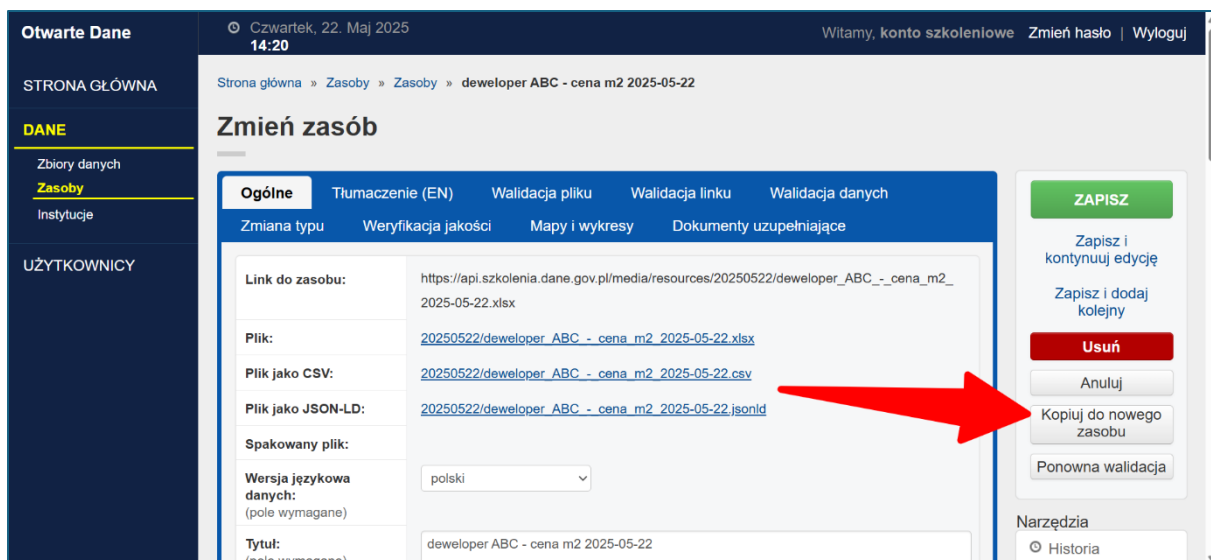 Otwarte Dane
Czwartek, 22. Maj 2025
14:20
Witamy, konto szkoleniowe Zmień hasło | Wyloguj
STRONA GŁÓWNA
DANE
Zbiory danych
Zasoby
Instytucje
UŻYTKOWNICY
Strona główna » Zasoby » Zasoby » deweloper ABC - cena m2 2025-05-22
Zmień zasób
Ogólne Tłumaczenie (EN) Walidacja pliku Walidacja linku Walidacja danych
Zmiana typu Weryfikacja jakości Mapy i wykresy Dokumenty uzupełniające
Link do zasobu: https://api.szkolenia.dane.gov.pl/media/resources/20250522/deweloper_ABC_-_cena_m2_
2025-05-22.xlsx
Plik: 20250522/deweloper_ABC_-_cena_m2_2025-05-22.xlsx
Plik jako CSV: 20250522/deweloper_ABC_-_cena_m2_2025-05-22.csv
Plik jako JSON-LD: 20250522/deweloper_ABC_-_cena_m2_2025-05-22.jsonld
Spakowany plik:
Wersja językowa polski
danych:
(pole wymagane)
Tytuł: deweloper ABC - cena m2 2025-05-22
(pole wymagane)
ZAPISZ
Zapisz i
kontynuuj edycję
Zapisz i dodaj
kolejny
Usuń
Anuluj
Kopiuj do nowego
zasobu
Ponowna walidacja
Narzędzia
Historia